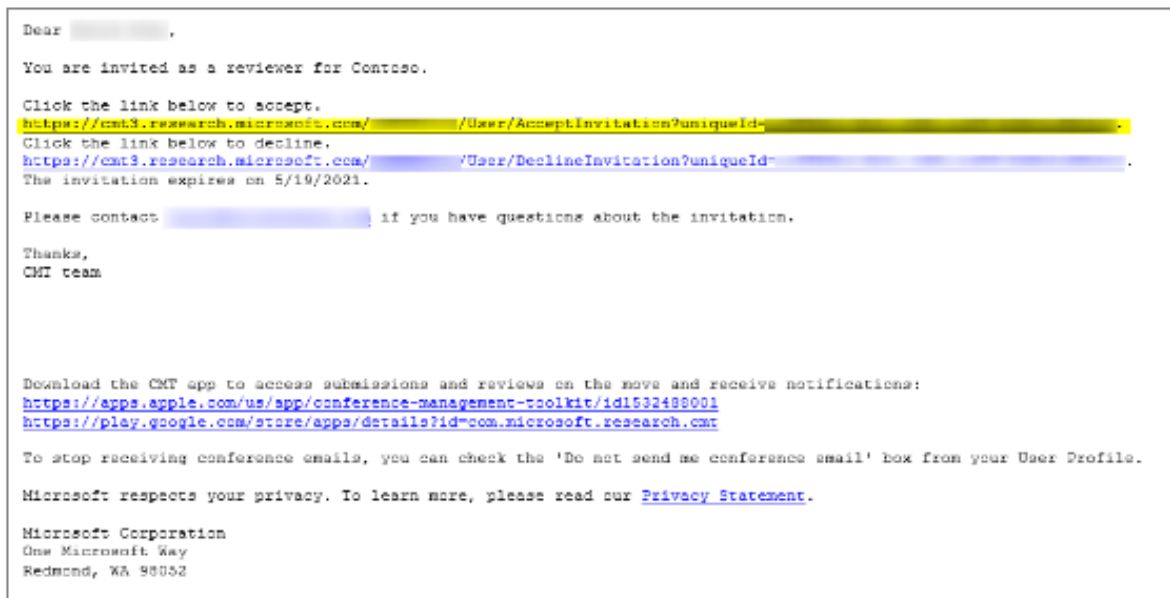 Dear ,
You are invited as a reviewer for Contoso.
Click the link below to accept.
https://cmt3.research.microsoft.com/ /User/AcceptInvitation?uniqueId= .
Click the link below to decline.
https://cmt3.research.microsoft.com/ /User/DeclineInvitation?uniqueId= .
The invitation expires on 5/19/2021.
Please contact if you have questions about the invitation.
Thanks,
CMT team
Download the CMT app to access submissions and reviews on the move and receive notifications:
https://apps.apple.com/us/app/conference-management-toolkit/id1532488001
https://play.google.com/store/apps/details?id=com.microsoft.research.cmt
To stop receiving conference emails, you can check the 'Do not send me conference email' box from your User Profile.
Microsoft respects your privacy. To learn more, please read our Privacy Statement.
Microsoft Corporation
One Microsoft Way
Redmond, WA 98052